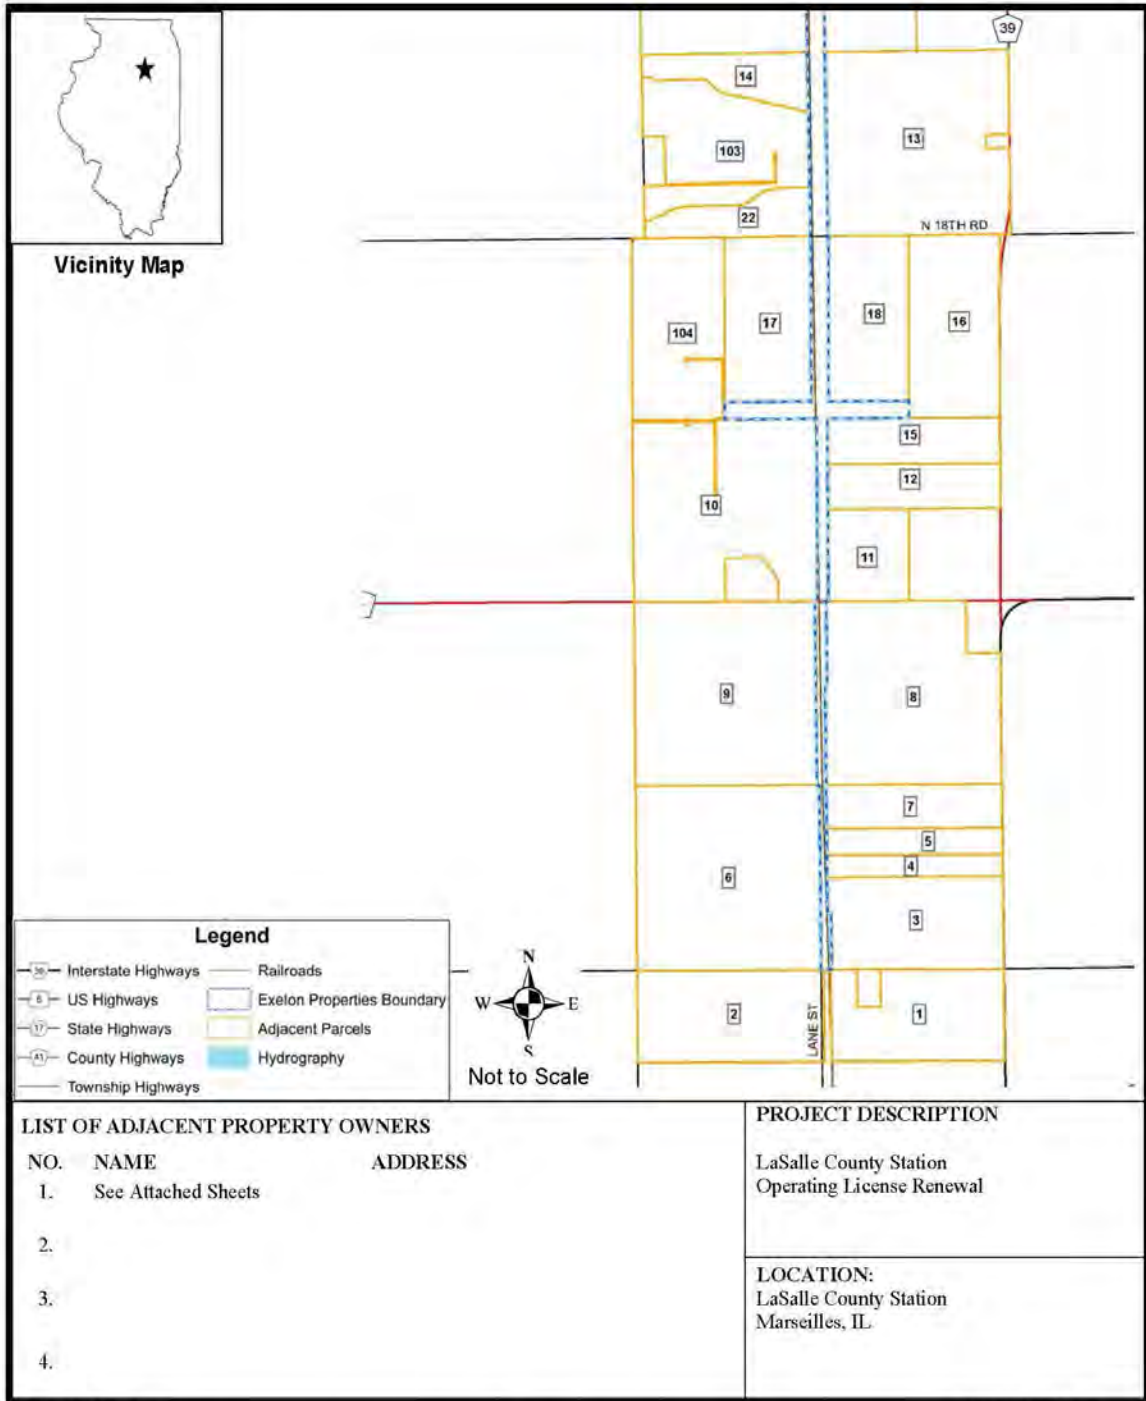 39
14
13
103
22
N 18TH RD
Vicinity Map
17
18
16
104
15
12
10
11
9
8
7
5
4
6
3
2
1
LANE ST
N
W
E
S
Not to Scale
Legend
39 Interstate Highways
Railroads
6 US Highways
Exelon Properties Boundary
17 State Highways
Adjacent Parcels
A1 County Highways
Hydrography
Township Highways
LIST OF ADJACENT PROPERTY OWNERS
NO. NAME ADDRESS
1. See Attached Sheets
2.
3.
4.
PROJECT DESCRIPTION
LaSalle County Station
Operating License Renewal
LOCATION:
LaSalle County Station
Marseilles, IL